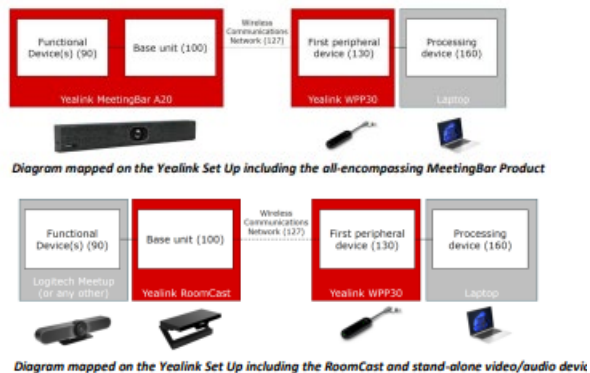 Wireless
Communications
Network (127)
Functional
Device(s) (90)
Base unit (100)
First peripheral
device (130)
Processing
device (160)
Yealink MeetingBar A20
Yealink WPP30
Laptop
Diagram mapped on the Yealink Set Up including the all-encompassing MeetingBar Product
Wireless
Communications
Network (127)
Functional
Device(s) (90)
Base unit (100)
First peripheral
device (130)
Processing
device (160)
Logitech Meetup
(or any other)
Yealink RoomCast
Yealink WPP30
Laptop
Diagram mapped on the Yealink Set Up including the RoomCast and stand-alone video/audio devic